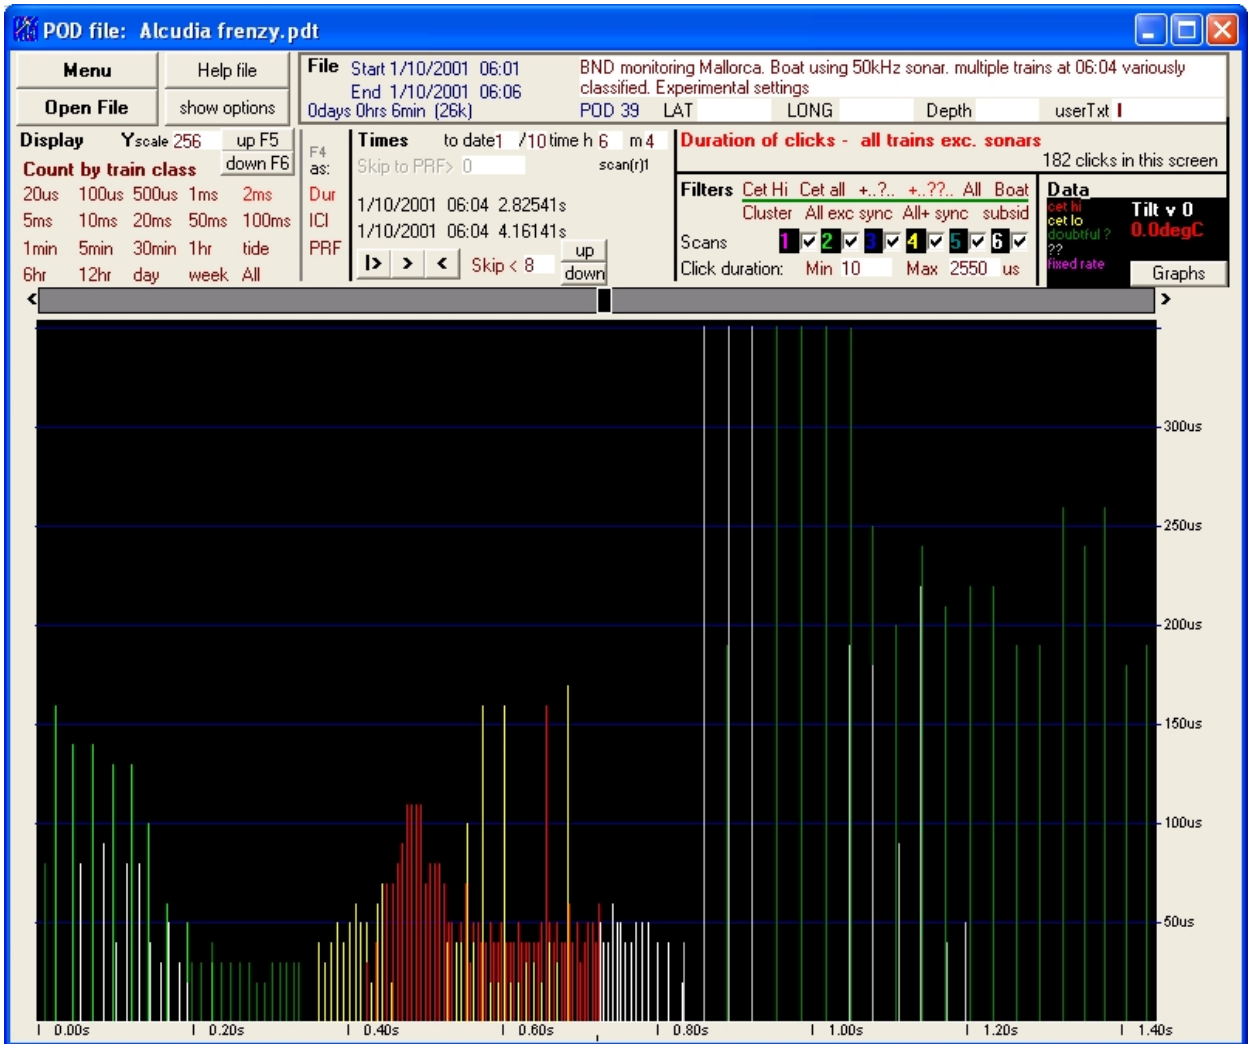 POD file: Alcudia frenzy.pdt
Menu
Help file
Open File
show options
File Start 1/10/2001 06:01
End 1/10/2001 06:06
0days 0hrs 6min (26k)
BND monitoring Mallorca. Boat using 50kHz sonar. multiple trains at 06:04 variously
classified. Experimental settings
POD 39 LAT LONG Depth userTxt I
Display Yscale 256 up F5
Count by train class down F6
20us 100us 500us 1ms 2ms
5ms 10ms 20ms 50ms 100ms
1min 5min 30min 1hr tide
6hr 12hr day week All
F4
as:
Dur
ICI
PRF
Times to date1 /10 time h 6 m 4
Skip to PRF> 0 scan(r)1
1/10/2001 06:04 2.82541s
1/10/2001 06:04 4.16141s
|> > < Skip < 8 up
down
Duration of clicks - all trains exc. sonars
182 clicks in this screen
Filters Cet Hi Cet all +..?.. +..??.. All Boat
Cluster All exc sync All+ sync subsid
Scans 1 2 3 4 5 6
Click duration: Min 10 Max 2550 us
Data
cet hi
cet lo
doubtful ?
??
fixed rate
Tilt v 0
0.0degC
Graphs
< >
300us
250us
200us
150us
100us
50us
0.00s 0.20s 0.40s 0.60s 0.80s 1.00s 1.20s 1.40s